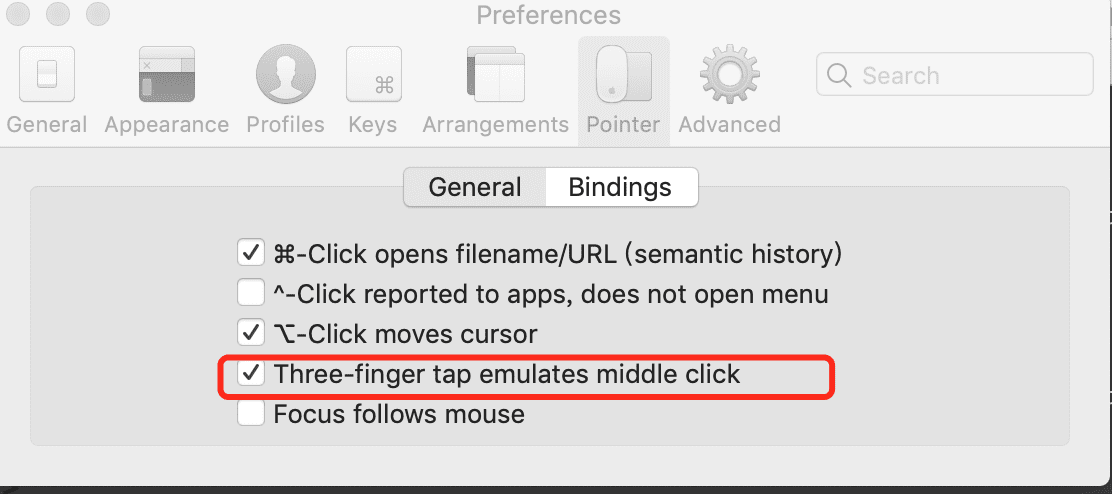 Preferences
General Appearance Profiles Keys Arrangements Pointer Advanced Search
General Bindings
⌘-Click opens filename/URL (semantic history)
^-Click reported to apps, does not open menu
⌥-Click moves cursor
Three-finger tap emulates middle click
Focus follows mouse